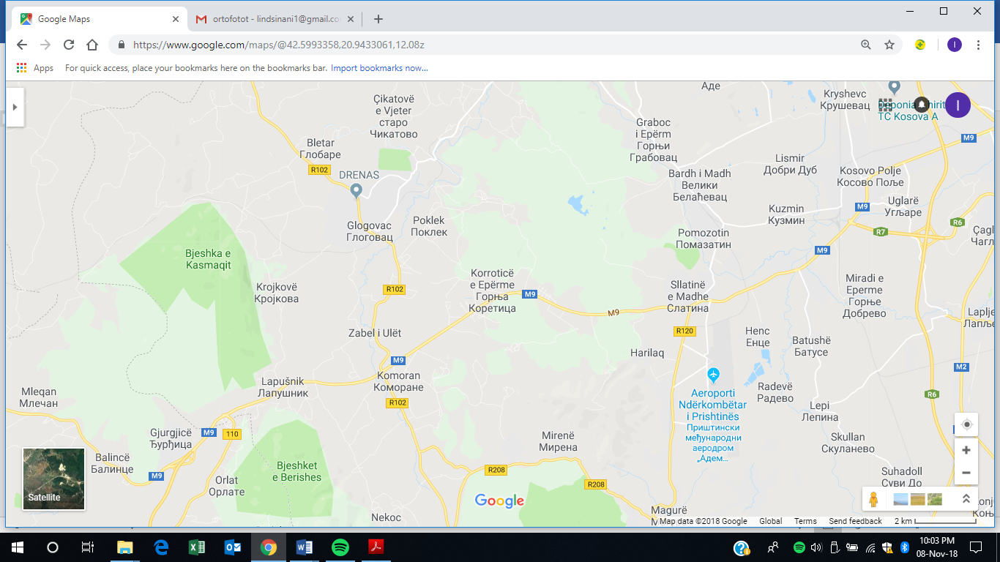 Google Maps
ortofotot - lindsinani1@gmail.co
https://www.google.com/maps/@42.5993358,20.9433061,12.08z
I
Apps
For quick access, place your bookmarks here on the bookmarks bar. Import bookmarks now...
Çikatovë
e Vjeter
старо
Чикатово
Аде
Kryshevc
Крушевац
TC Kosova A
I
M9
Graboc
i Epërm
Горњи
Грабовац
Bletar
Глобаре
R102
DRENAS
Lismir
Добри Дуб
Kosovo Polje
Косово Поље
Bardh i Madh
Велики
Белаћевац
M9
Uglarë
Угљаре
Kuzmin
Кузмин
R6
R7
Glogovac
Глоговац
Poklek
Поклек
Pomozotin
Помазатин
Çagl
Чагл
M9
Bjeshka e
Kasmaqit
Krojkovë
Кројкова
R102
Korroticë
e Epërme
Горња
Коретица
M9
M9
Sllatinë
e Madhe
Слатина
Miradi e
Eperme
Горње
Добрево
Laplje
Лапље
Zabel i Ulët
R120
Henc
Енце
Batushë
Батусе
Harilaq
M9
M2
Komoran
Коморане
Lapušnik
Лапушник
Mleqan
Млечан
R102
Aeroporti
Ndërkombëtar
i Prishtinës
Приштински
међународни
аеродром
„Адем...
Radevë
Радево
R6
Lepi
Лепина
Gjurgjicë
Ђурђица
M9
110
Mirenë
Мирена
Skullan
Скуланево
Balincë
Балинце
M9
Bjeshket
e Berishes
R208
R208
Orlat
Орлате
Suhadoll
Суви До
Satellite
Google
Nekoc
Magurë
Map data ©2018 Google
Global
Terms
Send feedback
2 km
10:03 PM
08-Nov-18